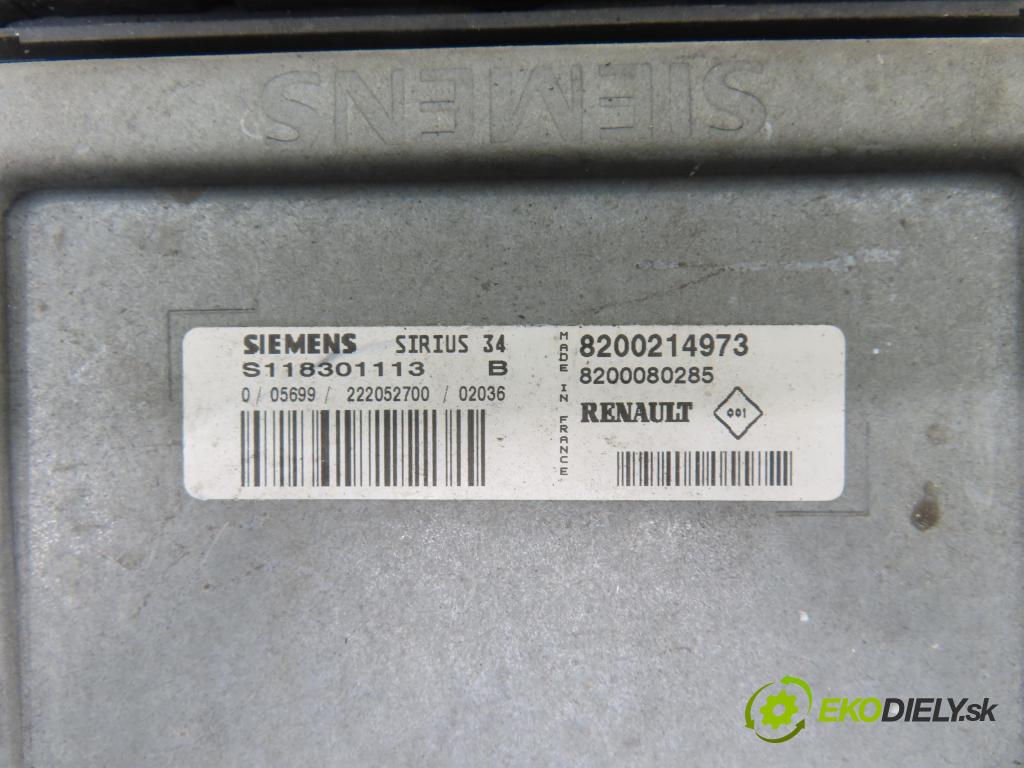 SIEMENS
SIEMENS SIRIUS 34
S118301113 B
0 / 05699 / 222052700 / 02036
MADE IN FRANCE
8200214973
8200080285
RENAULT 001
EKODIELY.sk